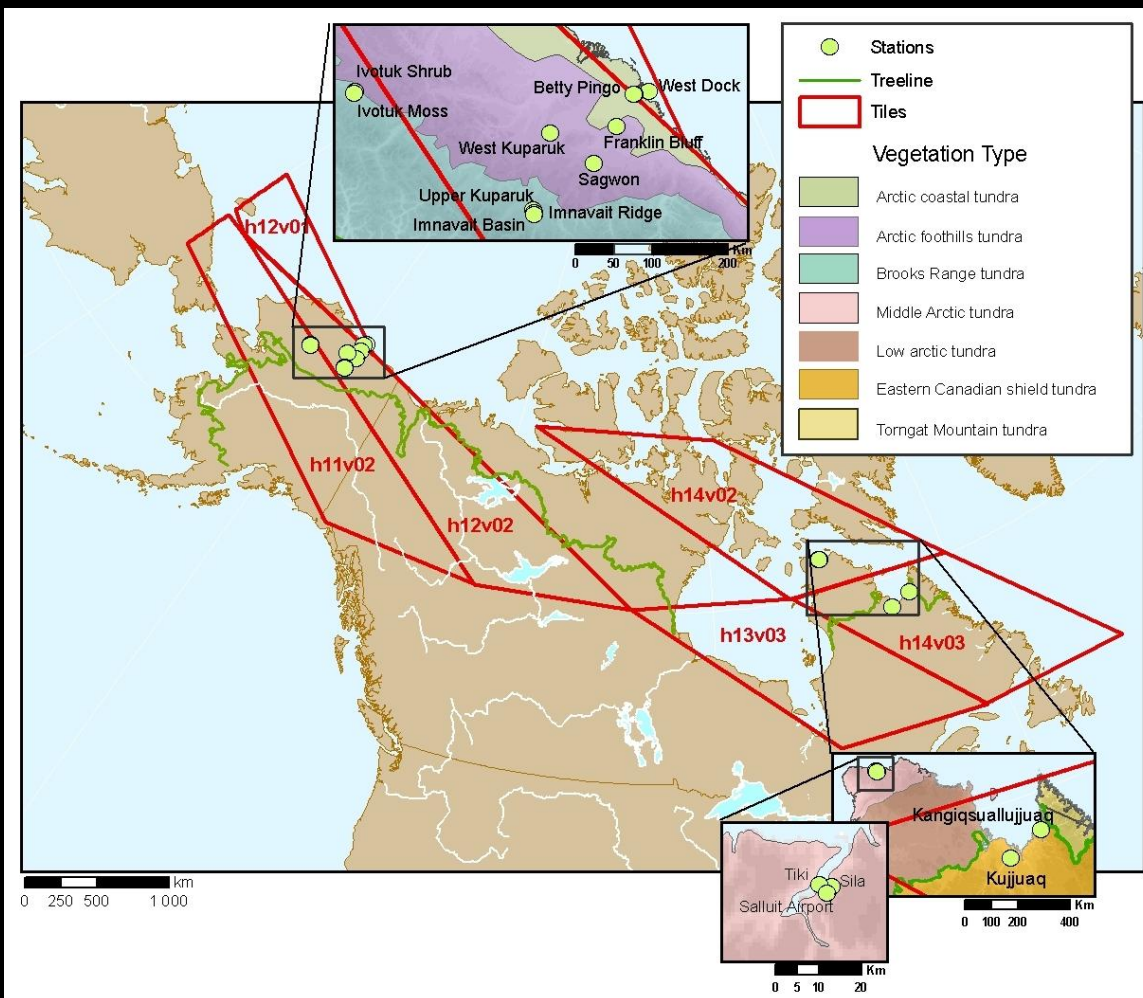 Stations
Treeline
Tiles
Vegetation Type
Arctic coastal tundra
Arctic foothills tundra
Brooks Range tundra
Middle Arctic tundra
Low arctic tundra
Eastern Canadian shield tundra
Torngat Mountain tundra
Ivotuk Shrub
Ivotuk Moss
Betty Pingo
West Dock
West Kuparuk
Franklin Bluff
Sagwon
Upper Kuparuk
Imnavait Ridge
Imnavait Basin
Km
0 50 100 200
h12v01
h11v02
h12v02
h14v02
h13v03
h14v03
km
0 250 500 1 000
Kangiqsuallujjuaq
Kujjuaq
Km
0 100 200 400
Tiki
Sila
Salluit Airport
Km
0 5 10 20